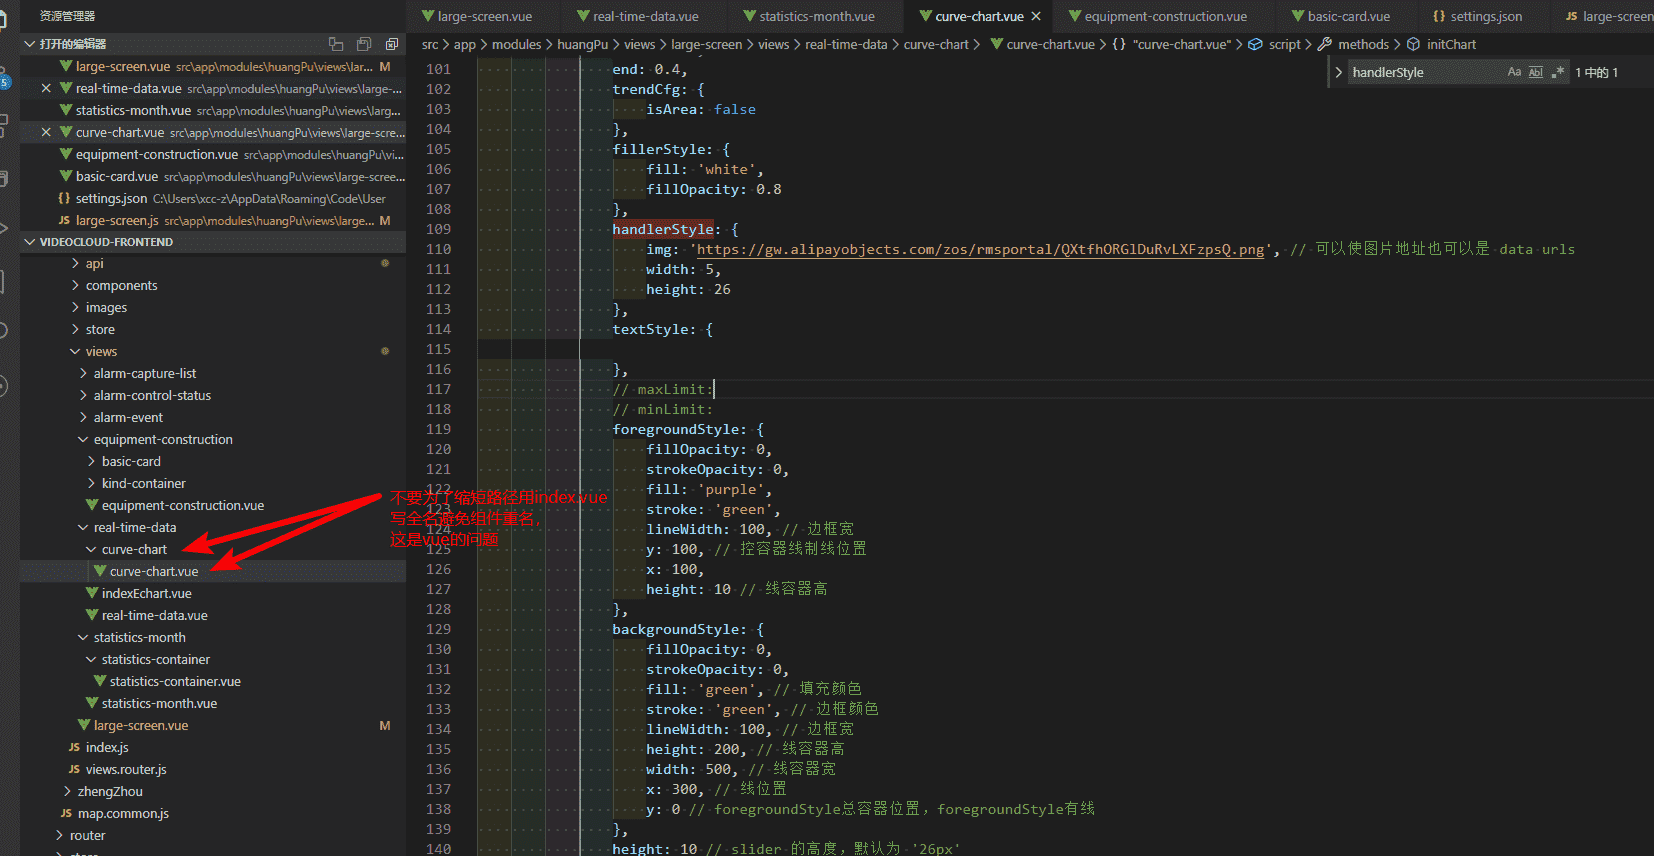 资源管理器
打开的编辑器
large-screen.vue src\app\modules\huangPu\views\lar... M
real-time-data.vue src\app\modules\huangPu\views\large-...
statistics-month.vue src\app\modules\huangPu\views\larg...
curve-chart.vue src\app\modules\huangPu\views\large-scre...
equipment-construction.vue src\app\modules\huangPu\vi...
basic-card.vue src\app\modules\huangPu\views\large-scree...
settings.json C:\Users\xcc-z\AppData\Roaming\Code\User
JS large-screen.js src\app\modules\huangPu\views\large... M
VIDEOCLOUD-FRONTEND
api
components
images
store
views
alarm-capture-list
alarm-control-status
alarm-event
equipment-construction
basic-card
kind-container
equipment-construction.vue
real-time-data
curve-chart
curve-chart.vue
indexEchart.vue
real-time-data.vue
statistics-month
statistics-container
statistics-container.vue
statistics-month.vue
large-screen.vue M
JS index.js
JS views.router.js
zhengZhou
JS map.common.js
router
large-screen.vue real-time-data.vue statistics-month.vue curve-chart.vue equipment-construction.vue basic-card.vue {} settings.json JS large-screen
src > app > modules > huangPu > views > large-screen > views > real-time-data > curve-chart > curve-chart.vue > {} "curve-chart.vue" > script > methods > initChart
handlerStyle Aa Abl .* 1 中的 1
101 end: 0.4,
102 trendCfg: {
103 isArea: false
104 },
105 fillerStyle: {
106 fill: 'white',
107 fillOpacity: 0.8
108 },
109 handlerStyle: {
110 img: 'https://gw.alipayobjects.com/zos/rmsportal/QXtfhORGlDuRvLXFzpsQ.png', // 可以使图片地址也可以是 data urls
111 width: 5,
112 height: 26
113 },
114 textStyle: {
115
116 },
117 // maxLimit:
118 // minLimit:
119 foregroundStyle: {
120 fillOpacity: 0,
121 strokeOpacity: 0,
122 fill: 'purple',
123 stroke: 'green',
124 lineWidth: 100, // 边框宽
125 y: 100, // 控容器线制线位置
126 x: 100,
127 height: 10 // 线容器高
128 },
129 backgroundStyle: {
130 fillOpacity: 0,
131 strokeOpacity: 0,
132 fill: 'green', // 填充颜色
133 stroke: 'green', // 边框颜色
134 lineWidth: 100, // 边框宽
135 height: 200, // 线容器高
136 width: 500, // 线容器宽
137 x: 300, // 线位置
138 y: 0 // foregroundStyle总容器位置，foregroundStyle有线
139 },
140 height: 10 // slider 的高度，默认为 '26px'
不要为了缩短路径用index.vue
写全名避免组件重名，
这是vue的问题